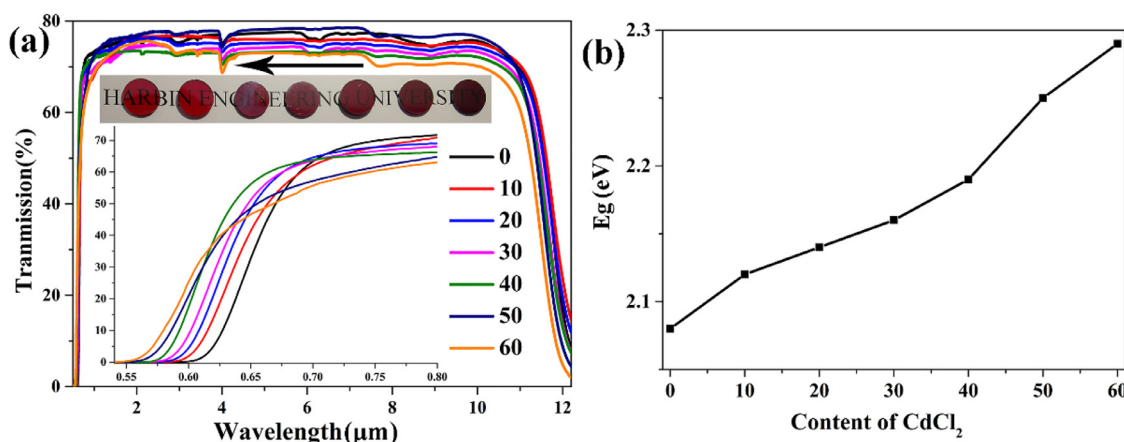 (a)
Tranmission(%)
80
60
40
20
0
HARBIN ENGINEERING UNIVERSITY
70
60
50
40
30
20
10
0
0.55 0.60 0.65 0.70 0.75 0.80
0
10
20
30
40
50
60
2 4 6 8 10 12
Wavelength(μm)
(b)
Eg (eV)
2.3
2.2
2.1
0 10 20 30 40 50 60
Content of CdCl₂